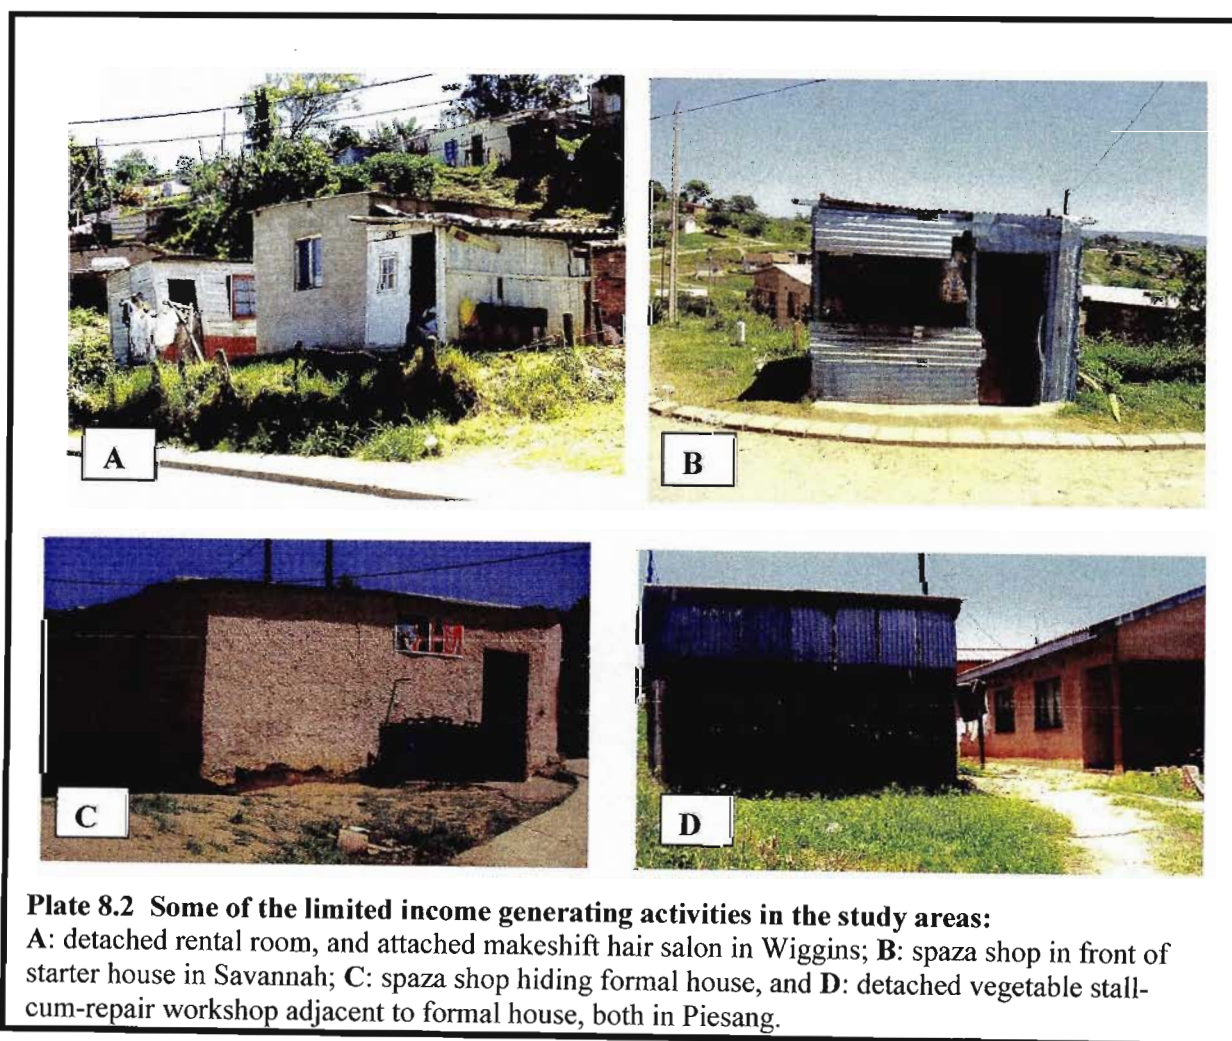 A
B
C
D
Plate 8.2 Some of the limited income generating activities in the study areas:
A: detached rental room, and attached makeshift hair salon in Wiggins; B: spaza shop in front of
starter house in Savannah; C: spaza shop hiding formal house, and D: detached vegetable stall-
cum-repair workshop adjacent to formal house, both in Piesang.